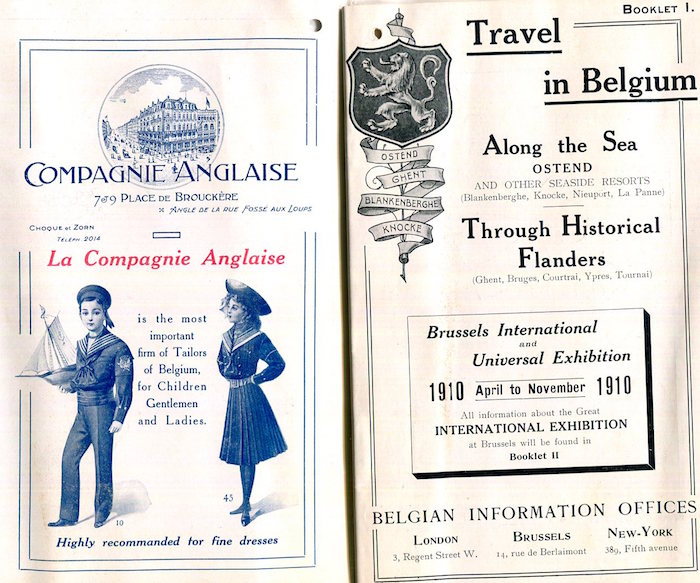 COMPAGNIE ANGLAISE
7 et 9 PLACE DE BROUCKÈRE
× ANGLE DE LA RUE FOSSÉ AUX LOUPS
CHOQUE et ZORN
TÉLÉPH. 2014
La Compagnie Anglaise
is the most
important
firm of Tailors
of Belgium,
for Children
Gentlemen
and Ladies.
10
45
Highly recommanded tor fine dresses
BOOKLET I.
Travel
in Belgium
OSTEND
GHENT
BLANKENBERGHE
KNOCKE
Along the Sea
OSTEND
AND OTHER SEASIDE RESORTS
(Blankenberghe, Knocke, Nieuport, La Panne)
Through Historical
Flanders
(Ghent, Bruges, Courtrai, Ypres, Tournai)
Brussels International
and
Universal Exhibition
1910 April to November 1910
All information about the Great
INTERNATIONAL EXHIBITION
at Brussels will be found in
Booklet II
BELGIAN INFORMATION OFFICES
LONDON BRUSSELS NEW-YORK
3, Regent Street W. 14, rue de Berlaimont 389, Fifth avenue